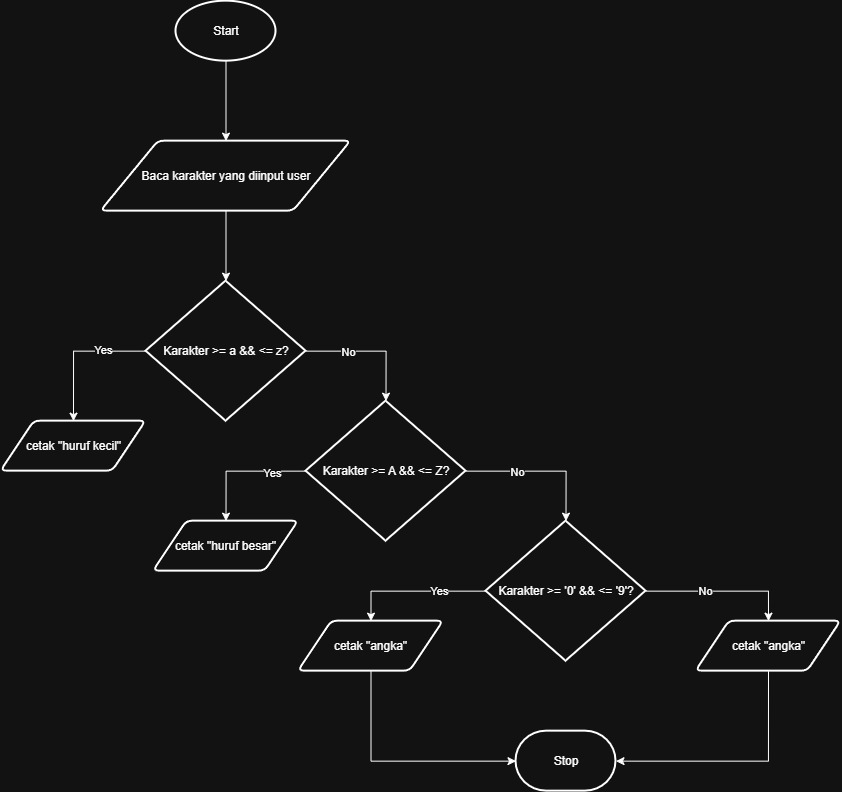 Start
Baca karakter yang diinput user
Karakter >= a && <= z?
Yes
No
cetak "huruf kecil"
Karakter >= A && <= Z?
Yes
No
cetak "huruf besar"
Karakter >= '0' && <= '9'?
Yes
No
cetak "angka"
cetak "angka"
Stop